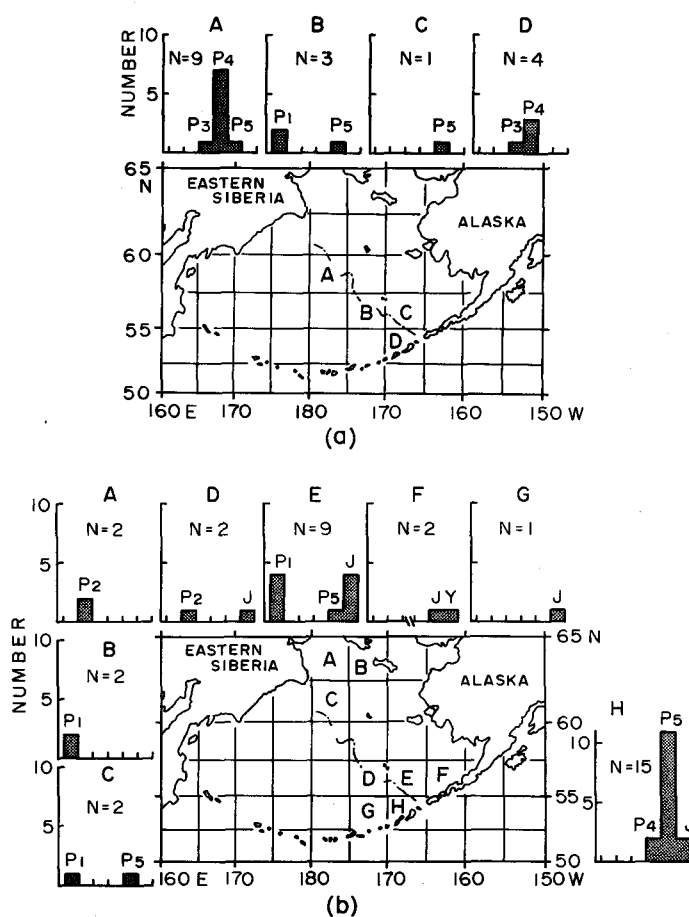 A B C D
NUMBER
10
5
N=9 P4
P3 P5
N=3
P1 P5
N=1
P5
N=4
P4
P3
65
N
60
55
50
EASTERN
SIBERIA
ALASKA
A
B C
D
160 E 170 180 170 160 150 W
(a)
A D E F G
NUMBER
10
5
N=2
P2
N=2
P2 J
N=9
P1 J
P5
N=2
J Y
N=1
J
10
5
B
N=2
P1
10
5
C
N=2
P1 P5
EASTERN
SIBERIA
ALASKA
A B
C
D E F
G H
65 N
60
55
50
160 E 170 180 170 160 150 W
H
P5
10
N=15
5
P4 J
(b)